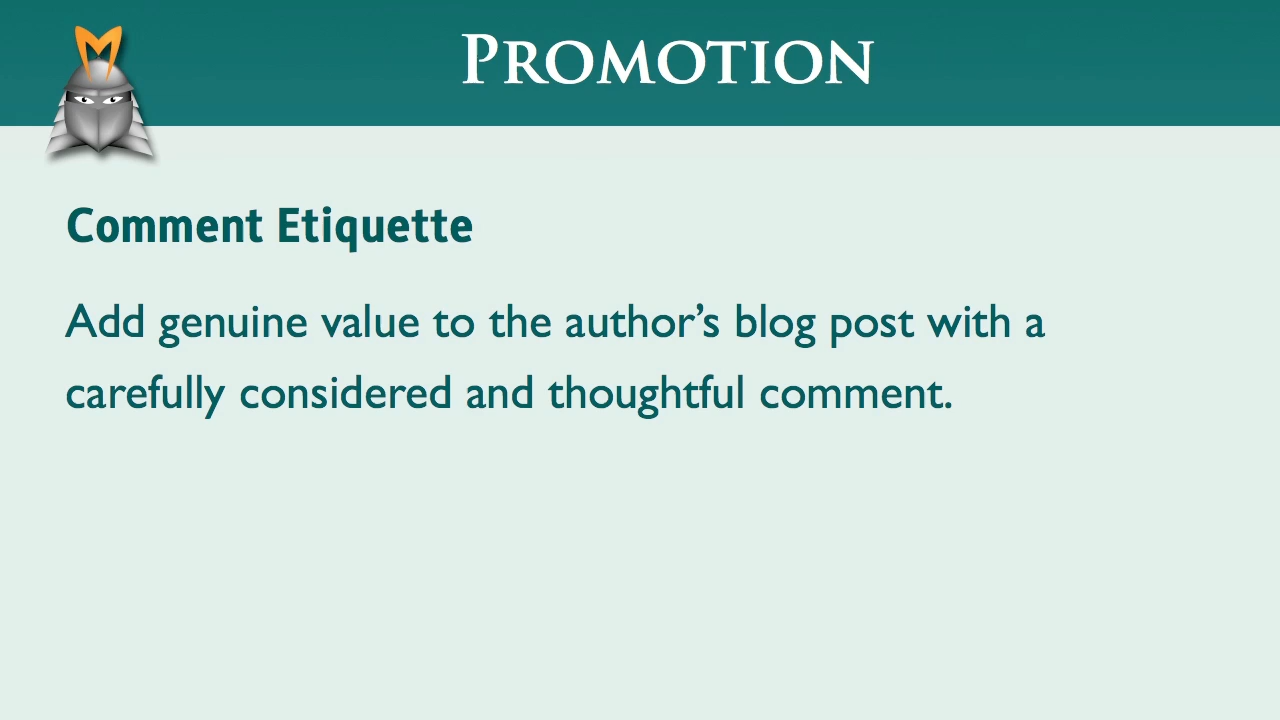 PROMOTION
Comment Etiquette
Add genuine value to the author’s blog post with a
carefully considered and thoughtful comment.